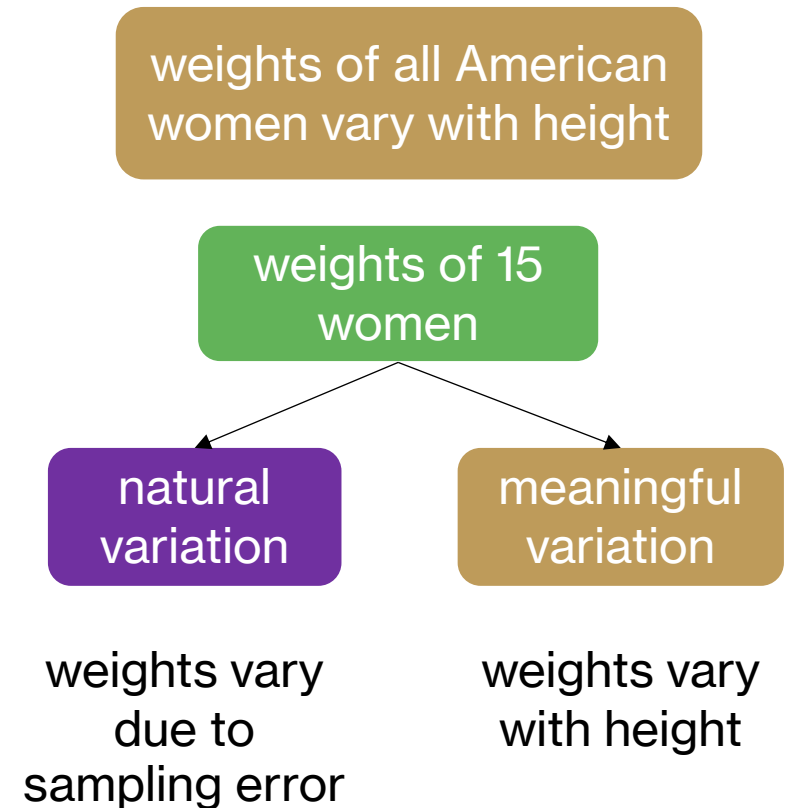 weights of all American
women vary with height
weights of 15
women
natural
variation
meaningful
variation
weights vary
due to
sampling error
weights vary
with height